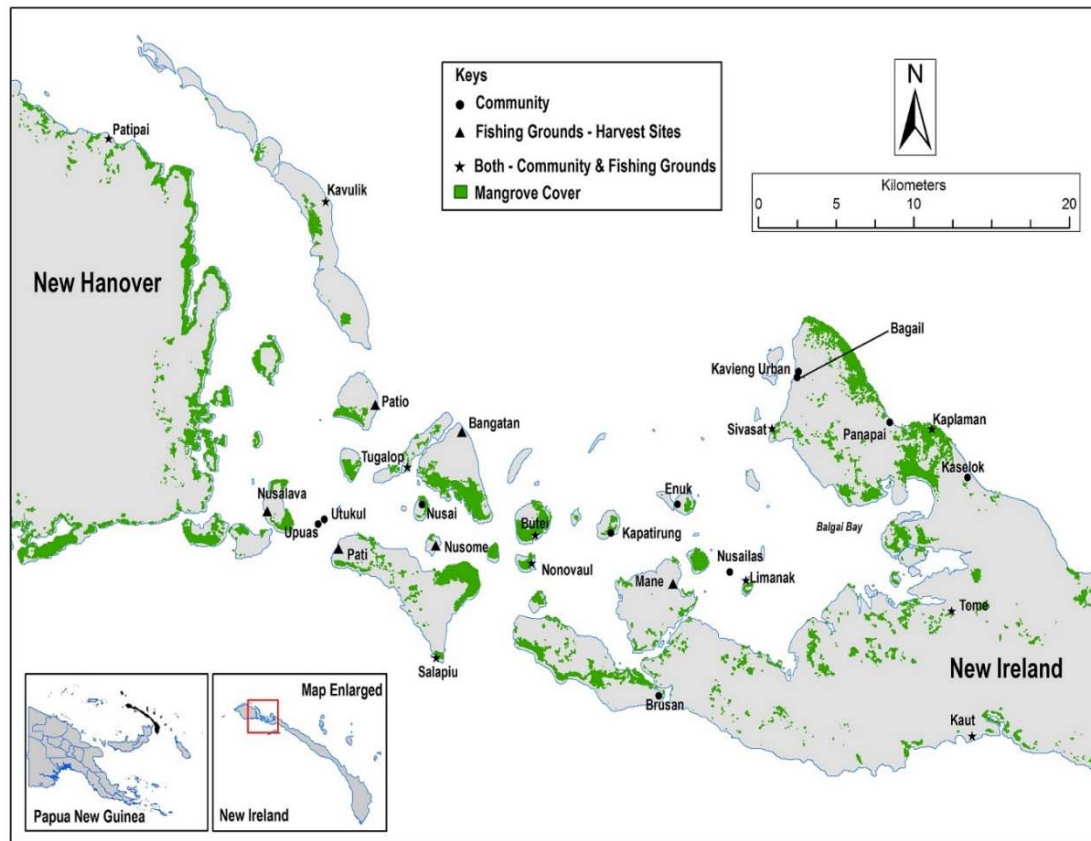 Keys
Community
Fishing Grounds - Harvest Sites
Both - Community & Fishing Grounds
Mangrove Cover
N
Kilometers
0 5 10 15 20
Patipai
Kavulik
New Hanover
Bagail
Kavieng Urban
Patio
Bangatan
Sivasat
Panapai
Kaplaman
Tugalop
Kaselok
Nusalava
Utukul
Upuas
Nusai
Enuk
Butei
Kapatirung
Balgai Bay
Pati
Nusome
Nonovaul
Nusailas
Mane
Limanak
Tome
Salapiu
New Ireland
Brusan
Kaut
Map Enlarged
Papua New Guinea
New Ireland